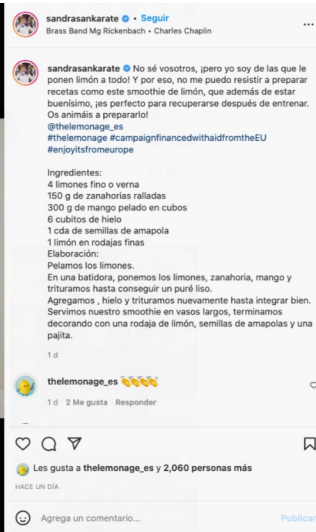 sandrasankarate • Seguir
Brass Band Mg Rickenbach • Charles Chaplin
sandrasankarate No sé vosotros, ¡pero yo soy de las que le
ponen limón a todo! Y por eso, no me puedo resistir a preparar
recetas como este smoothie de limón, que además de estar
buenísimo, ¡es perfecto para recuperarse después de entrenar.
Os animáis a prepararlo!
@thelemonage_es
#thelemonage #campaignfinancedwithaidfromtheEU
#enjoyitsfromeurope
Ingredientes:
4 limones fino o verna
150 g de zanahorias ralladas
300 g de mango pelado en cubos
6 cubitos de hielo
1 cda de semillas de amapola
1 limón en rodajas finas
Elaboración:
Pelamos los limones.
En una batidora, ponemos los limones, zanahoria, mango y
trituramos hasta conseguir un puré liso.
Agregamos , hielo y trituramos nuevamente hasta integrar bien.
Servimos nuestro smoothie en vasos largos, terminamos
decorando con una rodaja de limón, semillas de amapolas y una
pajita.
1 d
thelemonage_es 👏👏👏👏
1 d 2 Me gusta Responder
Les gusta a thelemonage_es y 2,060 personas más
HACE UN DÍA
Agrega un comentario... Publicar